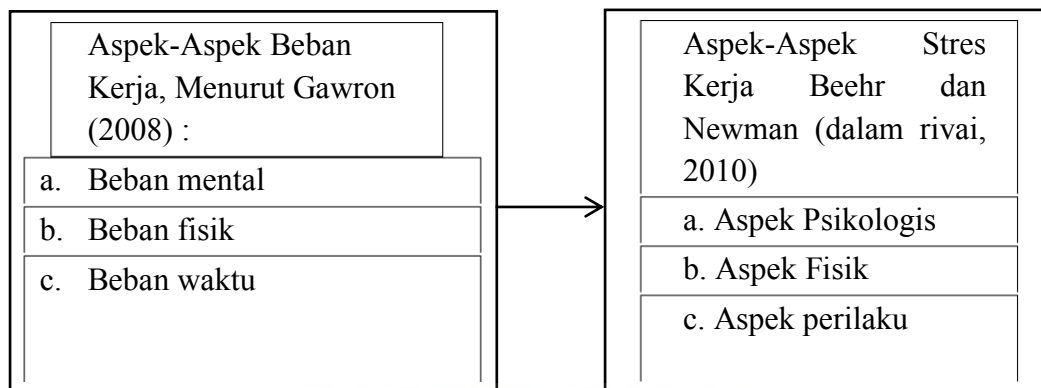 Aspek-Aspek Beban
Kerja, Menurut Gawron
(2008) :
a. Beban mental
b. Beban fisik
c. Beban waktu
Aspek-Aspek Stres
Kerja Beehr dan
Newman (dalam rivai,
2010)
a. Aspek Psikologis
b. Aspek Fisik
c. Aspek perilaku